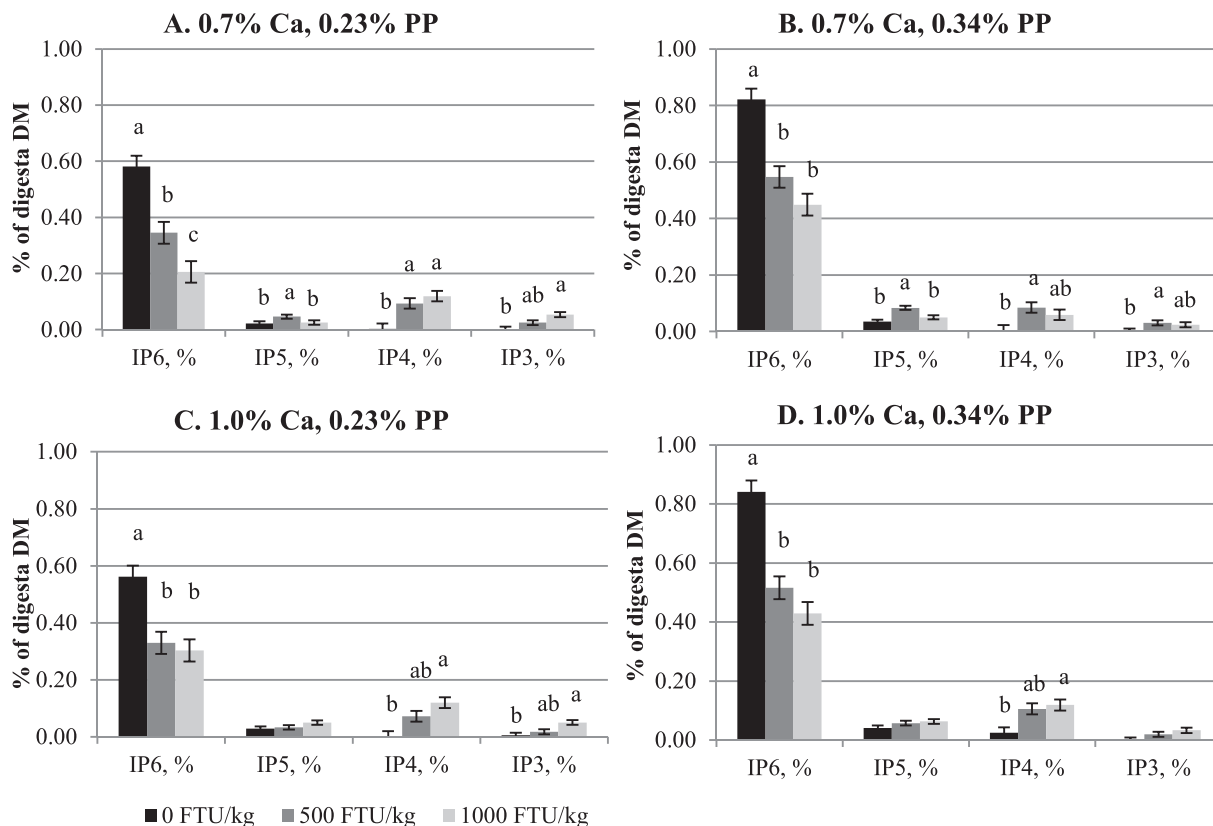 A. 0.7% Ca, 0.23% PP
1.00
0.80
0.60
0.40
0.20
0.00
% of digesta DM
a
b
c
b a b
b a a
b ab a
IP6, % IP5, % IP4, % IP3, %
B. 0.7% Ca, 0.34% PP
1.00
0.80
0.60
0.40
0.20
0.00
% of digesta DM
a
b
b
b a b
b a ab
b a ab
IP6, % IP5, % IP4, % IP3, %
C. 1.0% Ca, 0.23% PP
1.00
0.80
0.60
0.40
0.20
0.00
% of digesta DM
a
b b
b ab a
b ab a
IP6, % IP5, % IP4, % IP3, %
D. 1.0% Ca, 0.34% PP
1.00
0.80
0.60
0.40
0.20
0.00
% of digesta DM
a
b
b
b ab a
IP6, % IP5, % IP4, % IP3, %
0 FTU/kg 500 FTU/kg 1000 FTU/kg